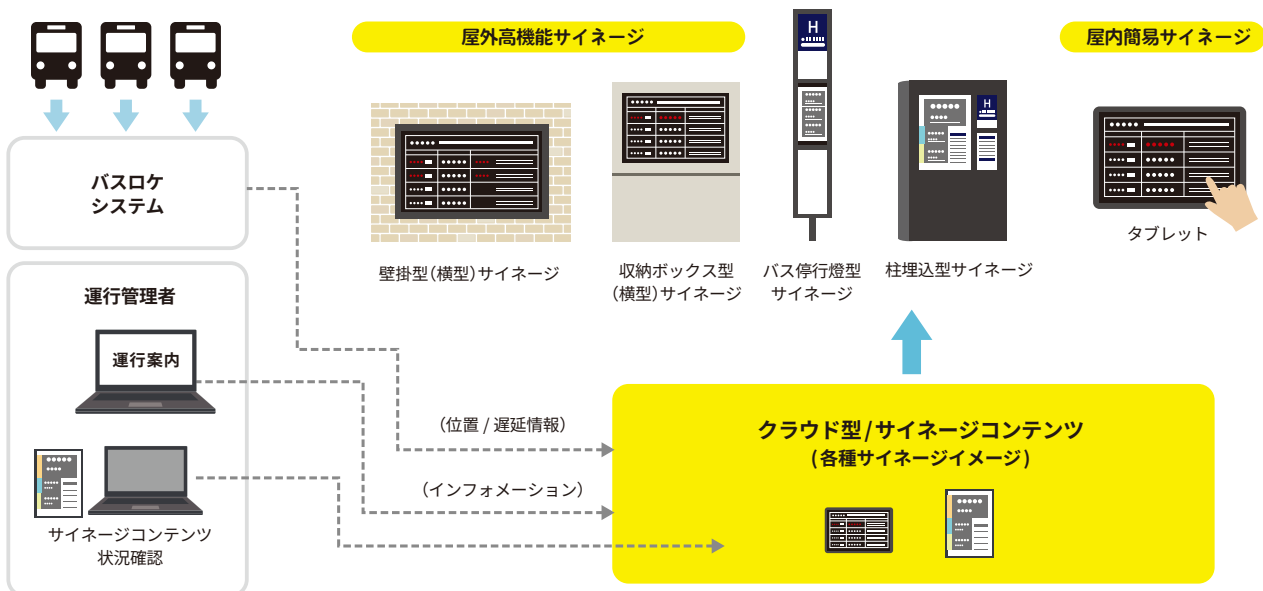 屋外高機能サイネージ
屋内簡易サイネージ
H
H
バスロケ
システム
壁掛型(横型)サイネージ
収納ボックス型
(横型)サイネージ
バス停行燈型
サイネージ
柱埋込型サイネージ
タブレット
運行管理者
運行案内
サイネージコンテンツ
状況確認
(位置 / 遅延情報)
(インフォメーション)
クラウド型/サイネージコンテンツ
(各種サイネージイメージ)